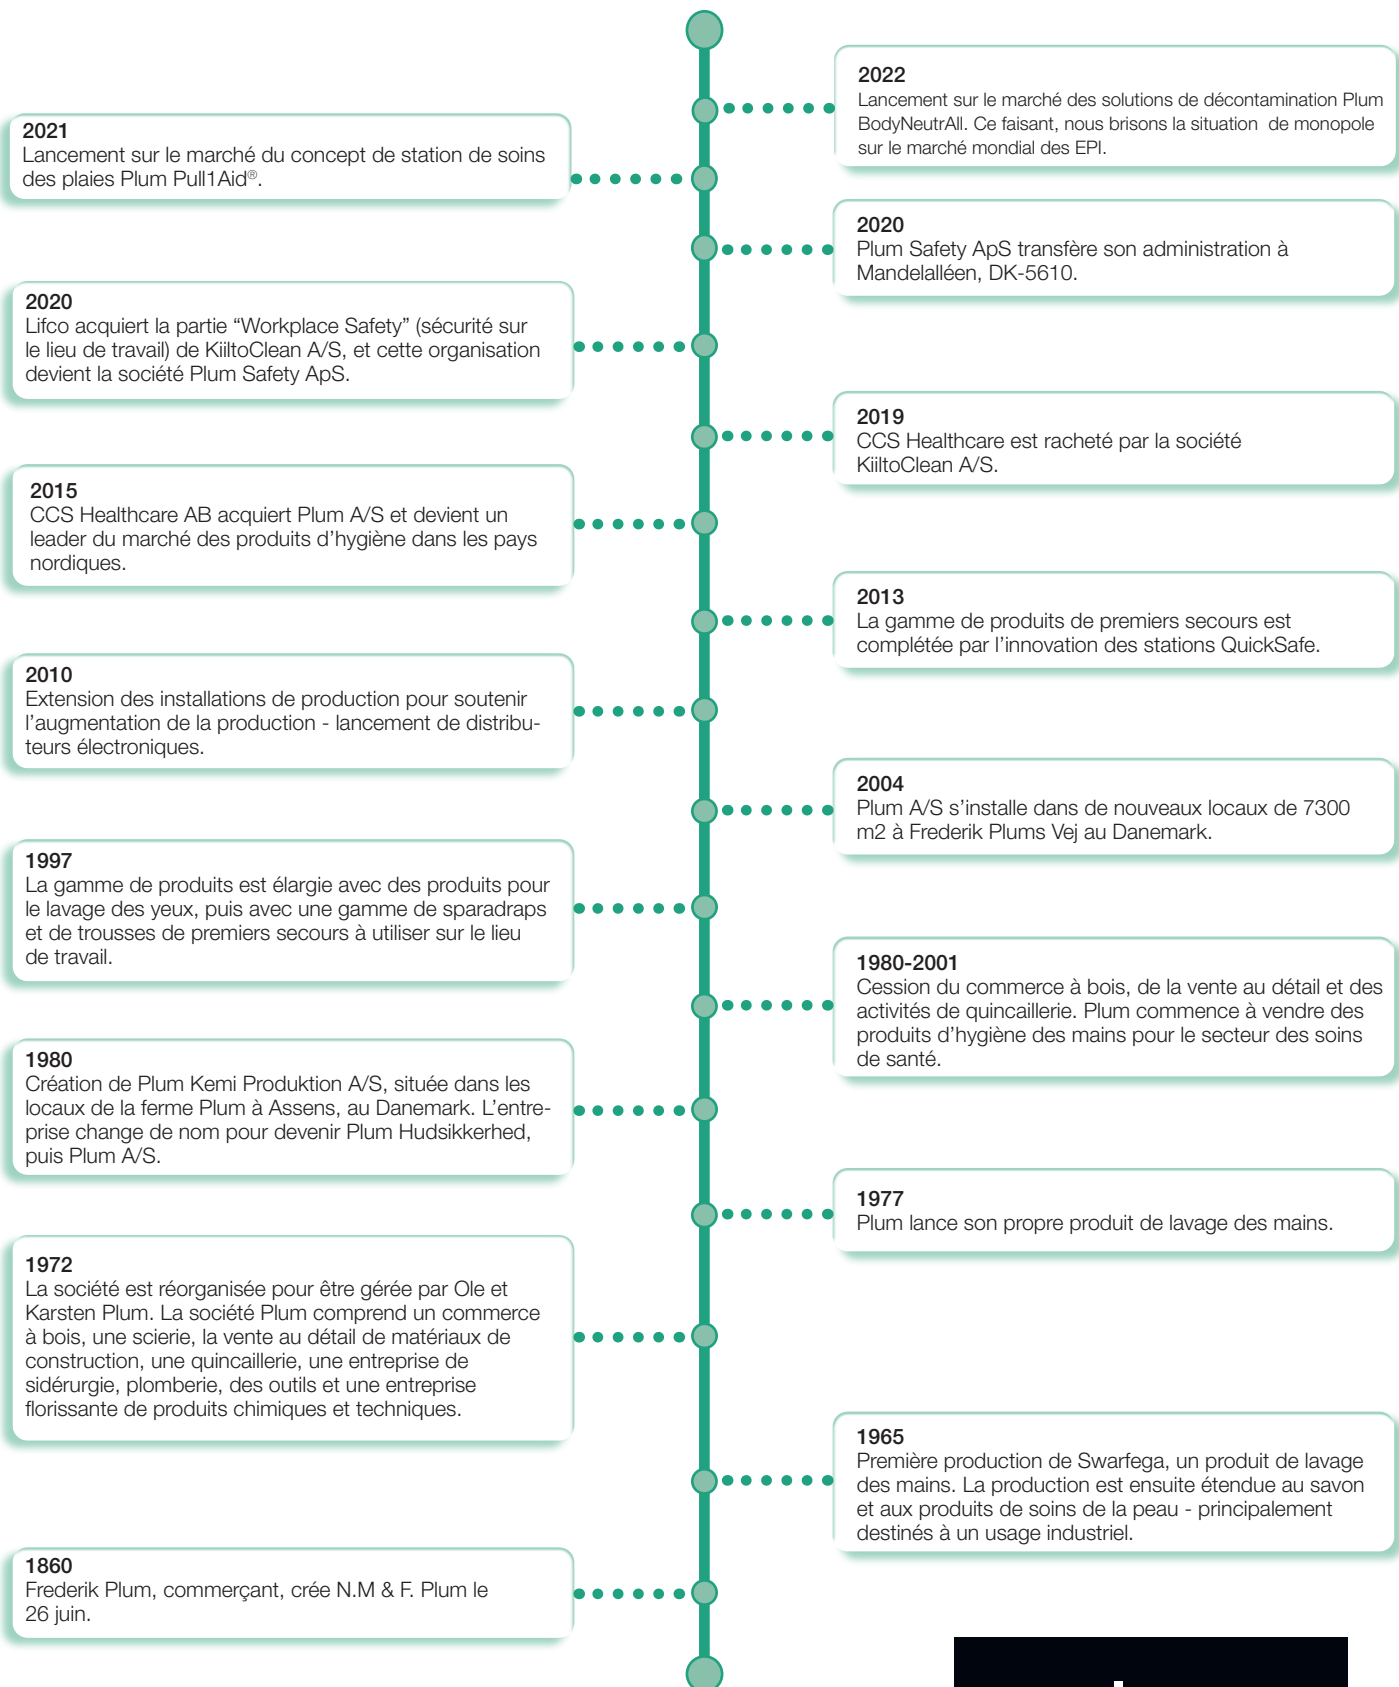 2022
Lancement sur le marché des solutions de décontamination Plum
BodyNeutrAll. Ce faisant, nous brisons la situation de monopole
sur le marché mondial des EPI.
2021
Lancement sur le marché du concept de station de soins
des plaies Plum Pull1Aid®.
2020
Plum Safety ApS transfère son administration à
Mandelalléen, DK-5610.
2020
Lifco acquiert la partie “Workplace Safety” (sécurité sur
le lieu de travail) de KiiltoClean A/S, et cette organisation
devient la société Plum Safety ApS.
2019
CCS Healthcare est racheté par la société
KiiltoClean A/S.
2015
CCS Healthcare AB acquiert Plum A/S et devient un
leader du marché des produits d’hygiène dans les pays
nordiques.
2013
La gamme de produits de premiers secours est
complétée par l’innovation des stations QuickSafe.
2010
Extension des installations de production pour soutenir
l’augmentation de la production - lancement de distribu-
teurs électroniques.
2004
Plum A/S s’installe dans de nouveaux locaux de 7300
m2 à Frederik Plums Vej au Danemark.
1997
La gamme de produits est élargie avec des produits pour
le lavage des yeux, puis avec une gamme de sparadraps
et de trousses de premiers secours à utiliser sur le lieu
de travail.
1980-2001
Cession du commerce à bois, de la vente au détail et des
activités de quincaillerie. Plum commence à vendre des
produits d’hygiène des mains pour le secteur des soins
de santé.
1980
Création de Plum Kemi Produktion A/S, située dans les
locaux de la ferme Plum à Assens, au Danemark. L’entre-
prise change de nom pour devenir Plum Hudsikkerhed,
puis Plum A/S.
1977
Plum lance son propre produit de lavage des mains.
1972
La société est réorganisée pour être gérée par Ole et
Karsten Plum. La société Plum comprend un commerce
à bois, une scierie, la vente au détail de matériaux de
construction, une quincaillerie, une entreprise de
sidérurgie, plomberie, des outils et une entreprise
florissante de produits chimiques et techniques.
1965
Première production de Swarfega, un produit de lavage
des mains. La production est ensuite étendue au savon
et aux produits de soins de la peau - principalement
destinés à un usage industriel.
1860
Frederik Plum, commerçant, crée N.M & F. Plum le
26 juin.